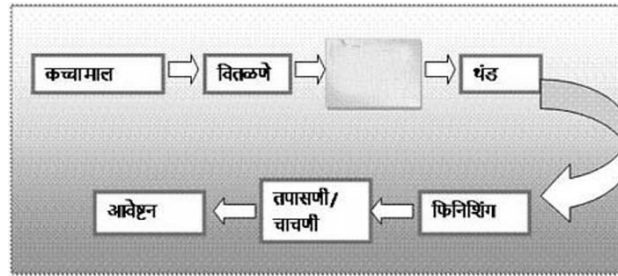 कच्चामाल
वितळणे
थंड
फिनिशिंग
तपासणी/
चाचणी
आवेष्टन